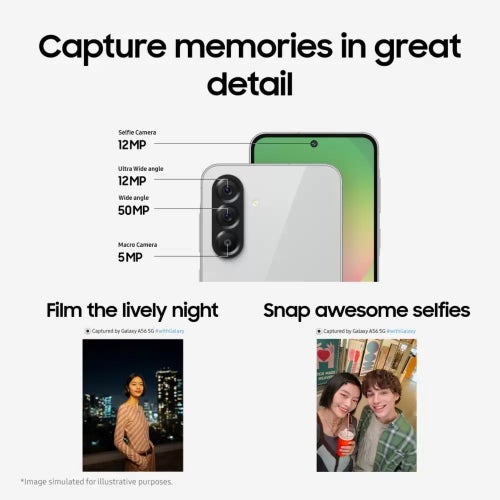 Capture memories in great
detail
Selfie Camera
12MP
Ultra Wide angle
12MP
Wide angle
50MP
Macro Camera
5MP
Film the lively night
Snap awesome selfies
Captured by Galaxy A56 5G #withGalaxy
Captured by Galaxy A56 5G #withGalaxy
*Image simulated for illustrative purposes.